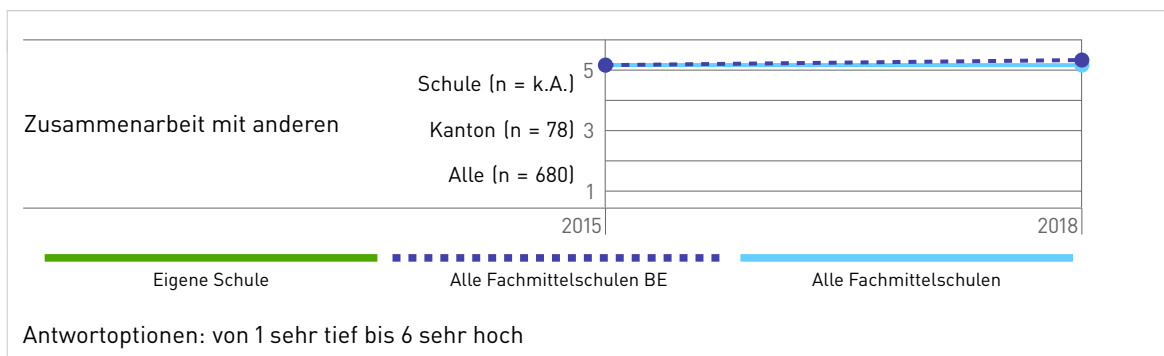 5
Schule (n = k.A.)
Zusammenarbeit mit anderen
Kanton (n = 78) 3
Alle (n = 680)
1
2015 2018
Eigene Schule Alle Fachmittelschulen BE Alle Fachmittelschulen
Antwortoptionen: von 1 sehr tief bis 6 sehr hoch